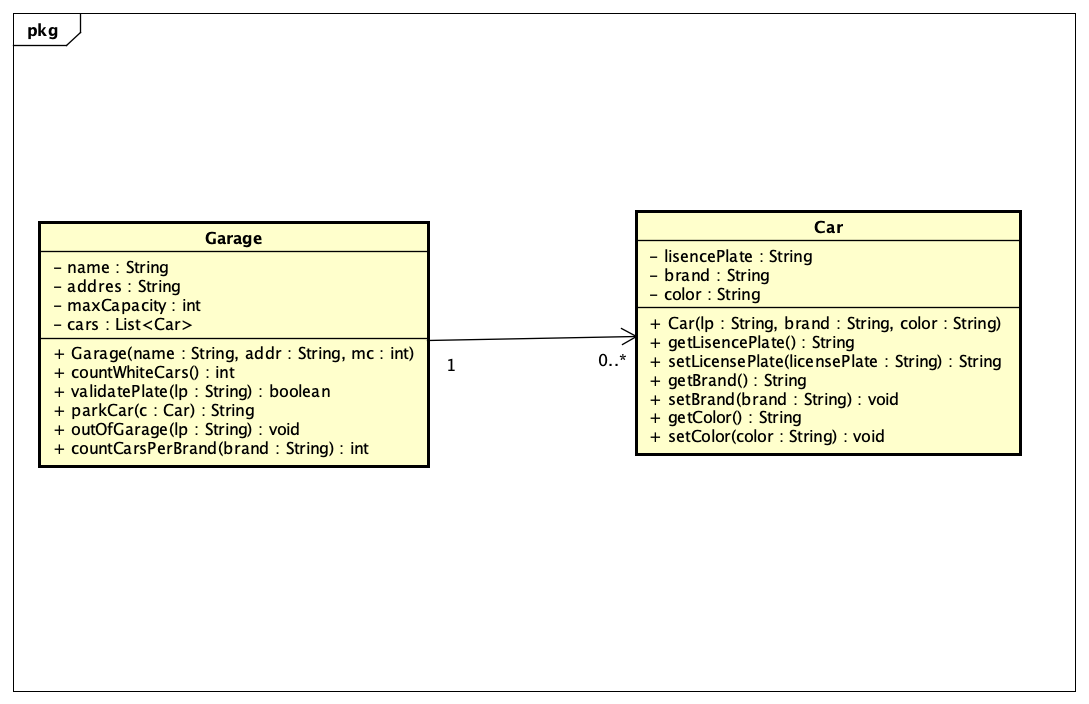 pkg
Garage
– name : String
– addres : String
– maxCapacity : int
– cars : List<Car>
+ Garage(name : String, addr : String, mc : int)
+ countWhiteCars() : int
+ validatePlate(lp : String) : boolean
+ parkCar(c : Car) : String
+ outOfGarage(lp : String) : void
+ countCarsPerBrand(brand : String) : int
1
0..*
Car
– lisencePlate : String
– brand : String
– color : String
+ Car(lp : String, brand : String, color : String)
+ getLisencePlate() : String
+ setLicensePlate(licensePlate : String) : String
+ getBrand() : String
+ setBrand(brand : String) : void
+ getColor() : String
+ setColor(color : String) : void